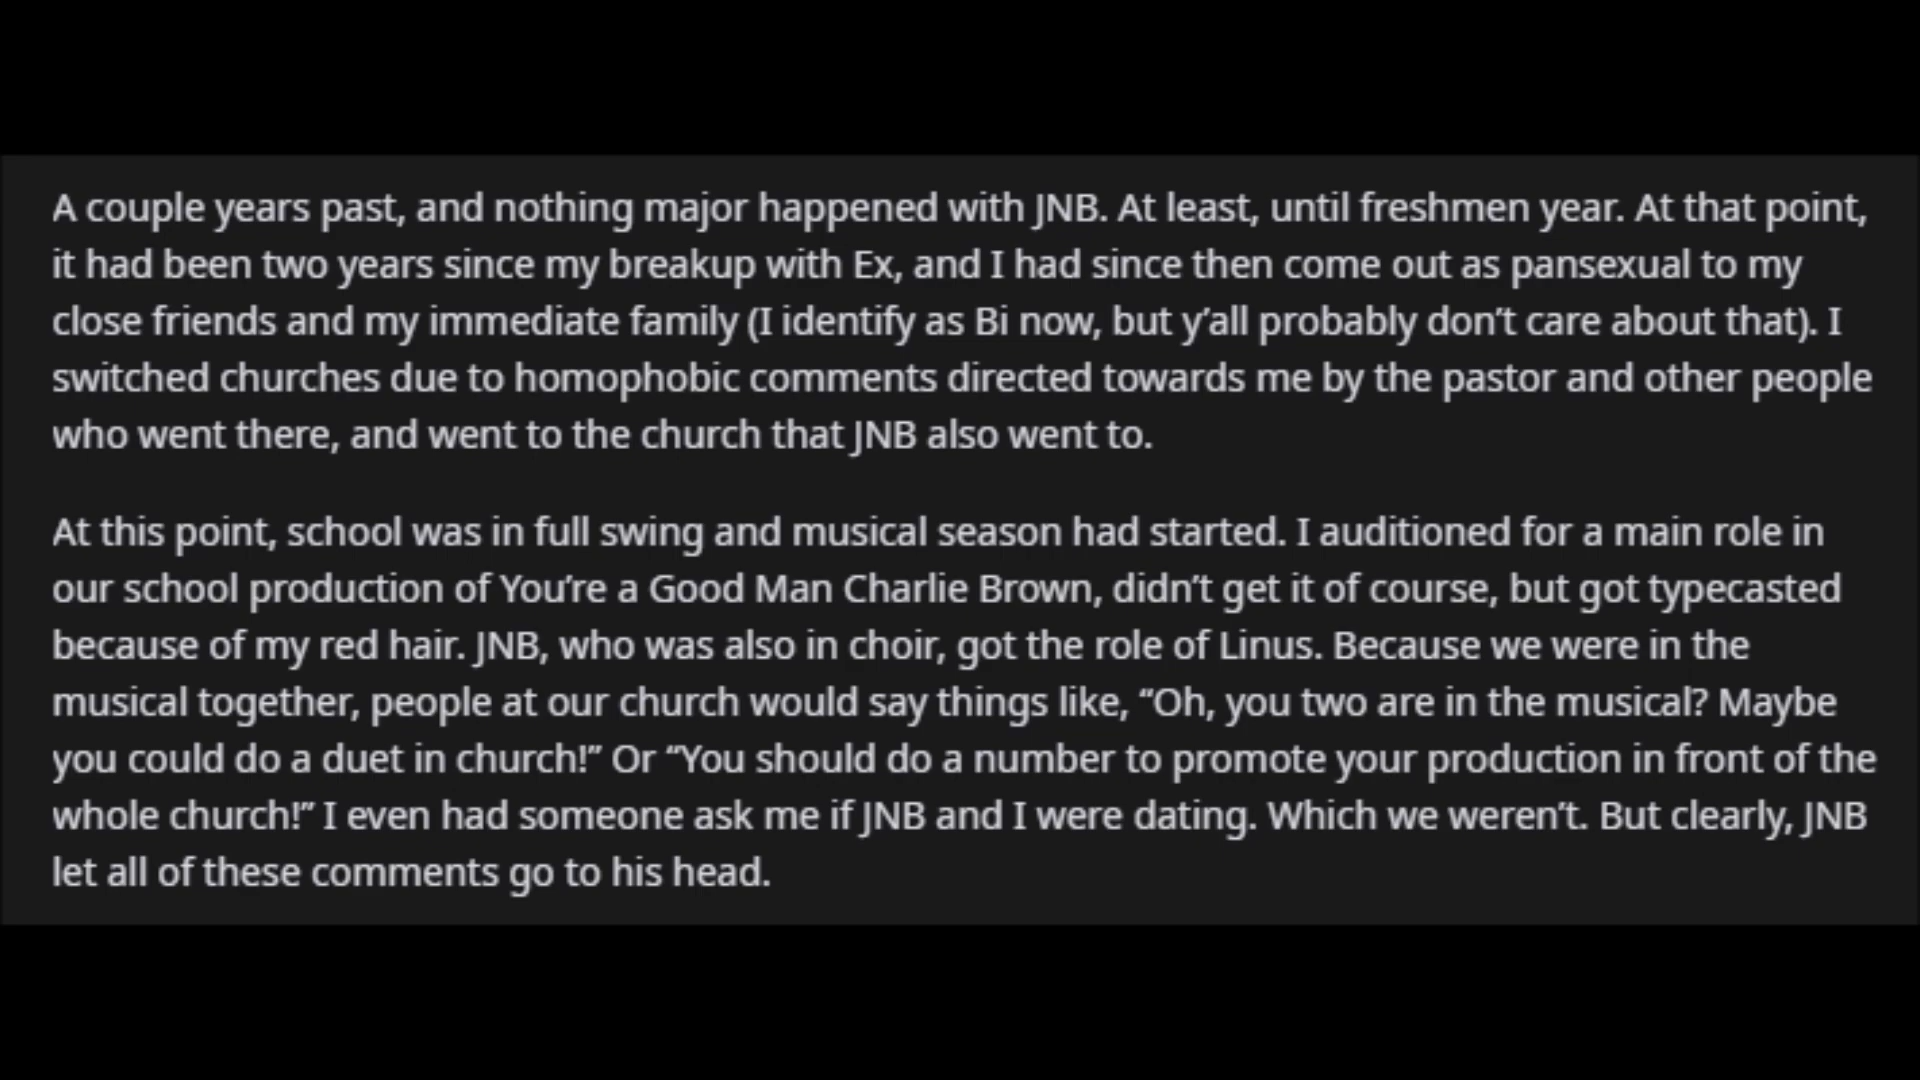 A couple years past, and nothing major happened with JNB. At least, until freshmen year. At that point,
it had been two years since my breakup with Ex, and I had since then come out as pansexual to my
close friends and my immediate family (I identify as Bi now, but y’all probably don’t care about that). I
switched churches due to homophobic comments directed towards me by the pastor and other people
who went there, and went to the church that JNB also went to.
At this point, school was in full swing and musical season had started. I auditioned for a main role in
our school production of You’re a Good Man Charlie Brown, didn’t get it of course, but got typecasted
because of my red hair. JNB, who was also in choir, got the role of Linus. Because we were in the
musical together, people at our church would say things like, “Oh, you two are in the musical? Maybe
you could do a duet in church!” Or “You should do a number to promote your production in front of the
whole church!” I even had someone ask me if JNB and I were dating. Which we weren’t. But clearly, JNB
let all of these comments go to his head.